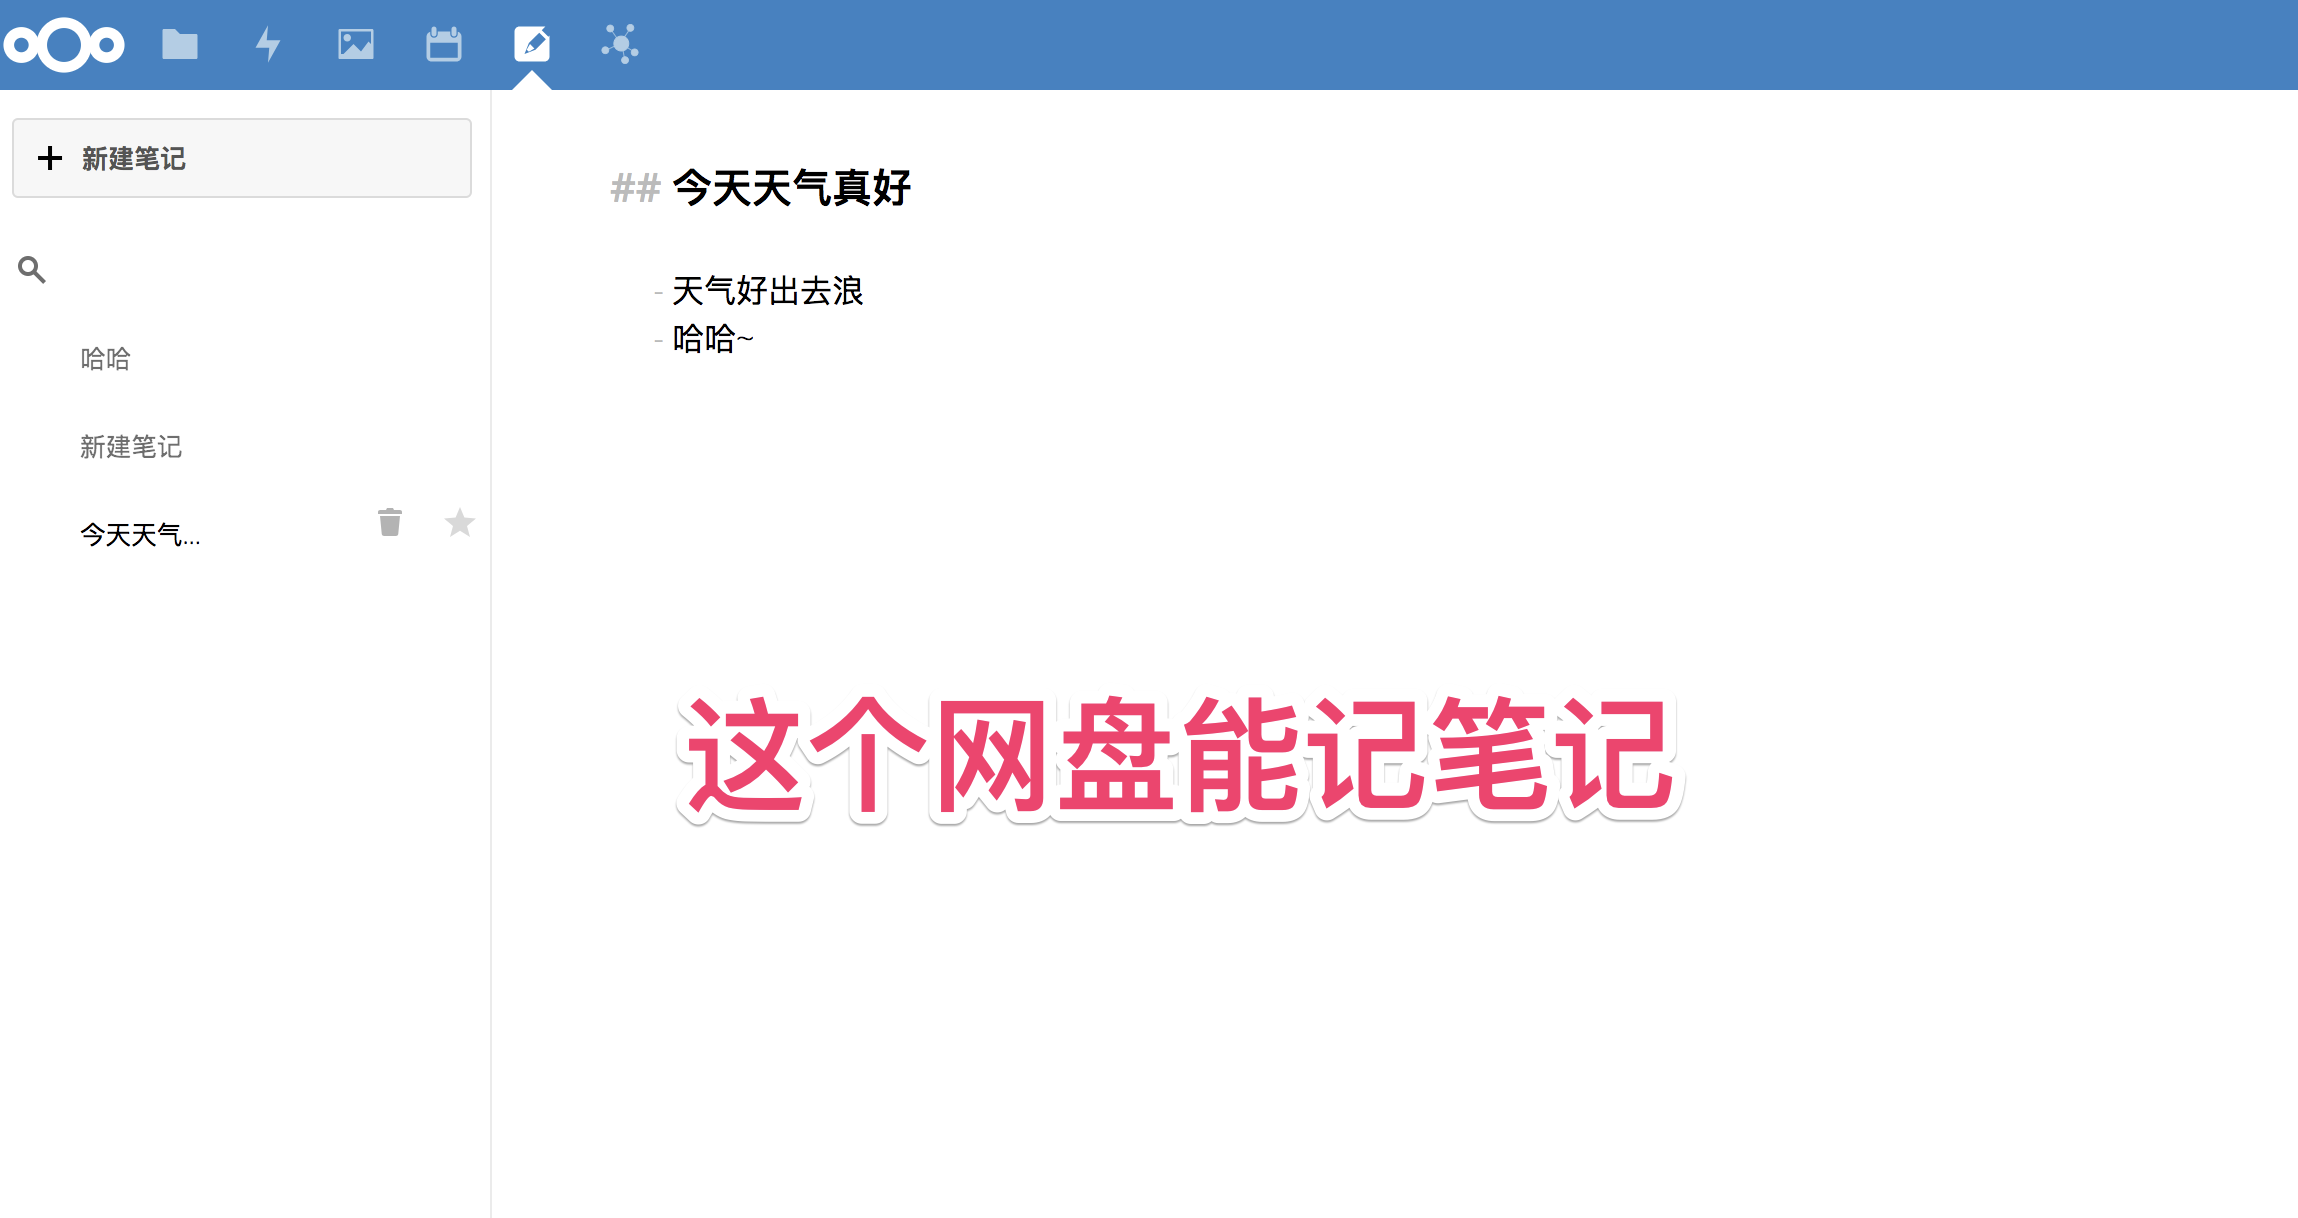 新建笔记
哈哈
新建笔记
今天天气...
## 今天天气真好
- 天气好出去浪
- 哈哈~
这个网盘能记笔记